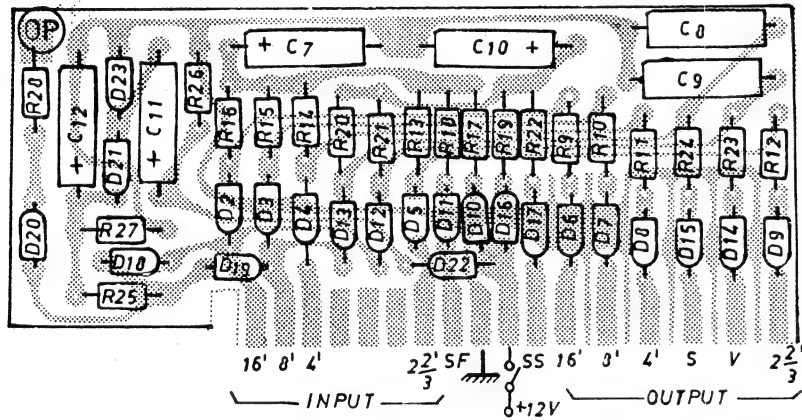 OP
C7 C10 C8
C9
R28 C12 D23 C11 R26
R16 R15 R14 R20 R21 R13 R18 R17 R19 R22 R9 R10 R11 R24 R23 R12
D21
D20 R27 D2 D3 D4 D13 D12 D5 D11 D10 D16 D17 D6 D7 D8 D15 D14 D9
D18 D19 D22
R25
16' 8' 4' 2 2/3' SF SS 16' 8' 4' S V 2 2/3'
INPUT OUTPUT
+12V